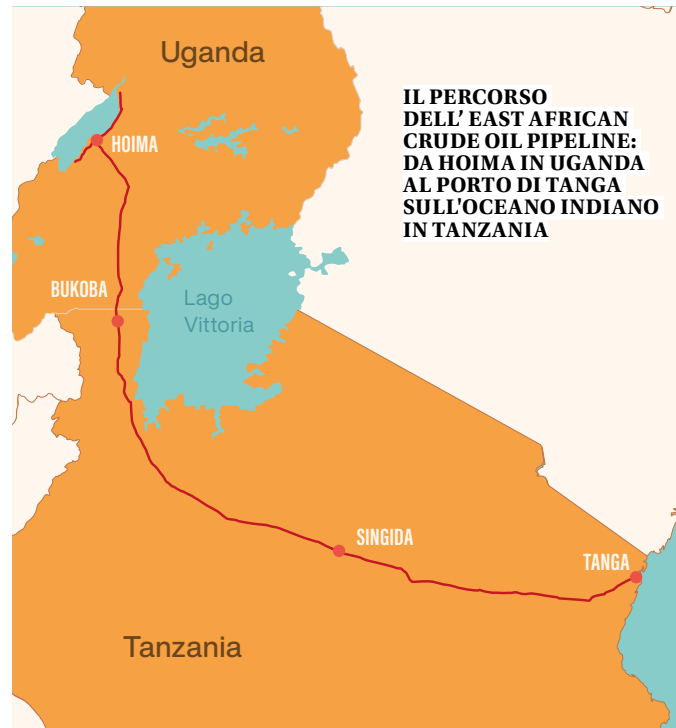 Uganda
IL PERCORSO
DELL’ EAST AFRICAN
CRUDE OIL PIPELINE:
DA HOIMA IN UGANDA
AL PORTO DI TANGA
SULL'OCEANO INDIANO
IN TANZANIA
HOIMA
BUKOBA
Lago
Vittoria
SINGIDA
TANGA
Tanzania